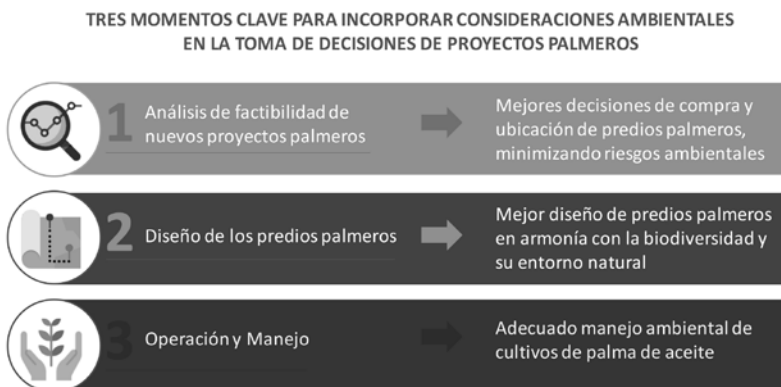 TRES MOMENTOS CLAVE PARA INCORPORAR CONSIDERACIONES AMBIENTALES
EN LA TOMA DE DECISIONES DE PROYECTOS PALMEROS
1
Análisis de factibilidad de
nuevos proyectos palmeros
Mejores decisiones de compra y
ubicación de predios palmeros,
minimizando riesgos ambientales
2
Diseño de los predios palmeros
Mejor diseño de predios palmeros
en armonía con la biodiversidad y
su entorno natural
3
Operación y Manejo
Adecuado manejo ambiental de
cultivos de palma de aceite